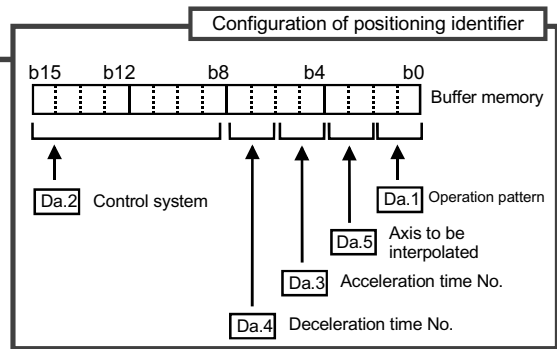 Configuration of positioning identifier
b15 b12 b8 b4 b0
Buffer memory
Da.2 Control system
Da.1 Operation pattern
Da.5 Axis to be
interpolated
Da.3 Acceleration time No.
Da.4 Deceleration time No.